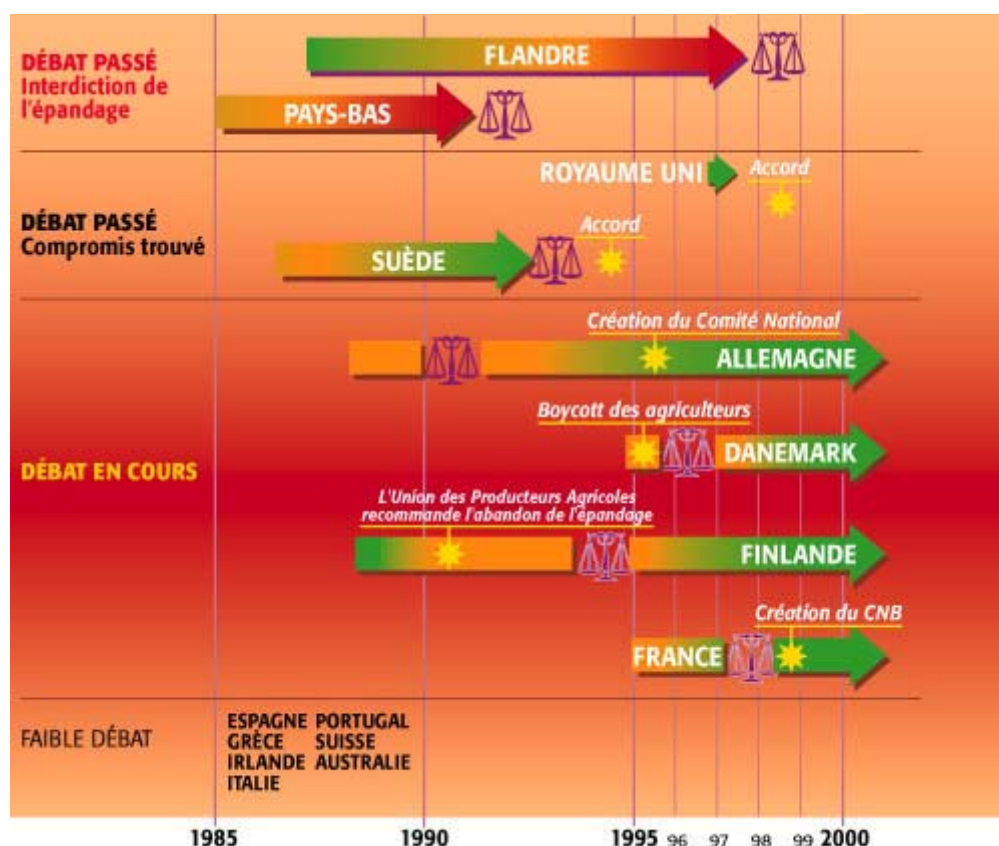 DÉBAT PASSÉ
Interdiction de
l'épandage
FLANDRE
PAYS-BAS
DÉBAT PASSÉ
Compromis trouvé
ROYAUME UNI
Accord
Accord
SUÈDE
DÉBAT EN COURS
Création du Comité National
ALLEMAGNE
Boycott des agriculteurs
DANEMARK
L'Union des Producteurs Agricoles
recommande l'abandon de l'épandage
FINLANDE
Création du CNB
FRANCE
FAIBLE DÉBAT
ESPAGNE PORTUGAL
GRÈCE SUISSE
IRLANDE AUSTRALIE
ITALIE
1985 1990 1995 96 97 98 99 2000